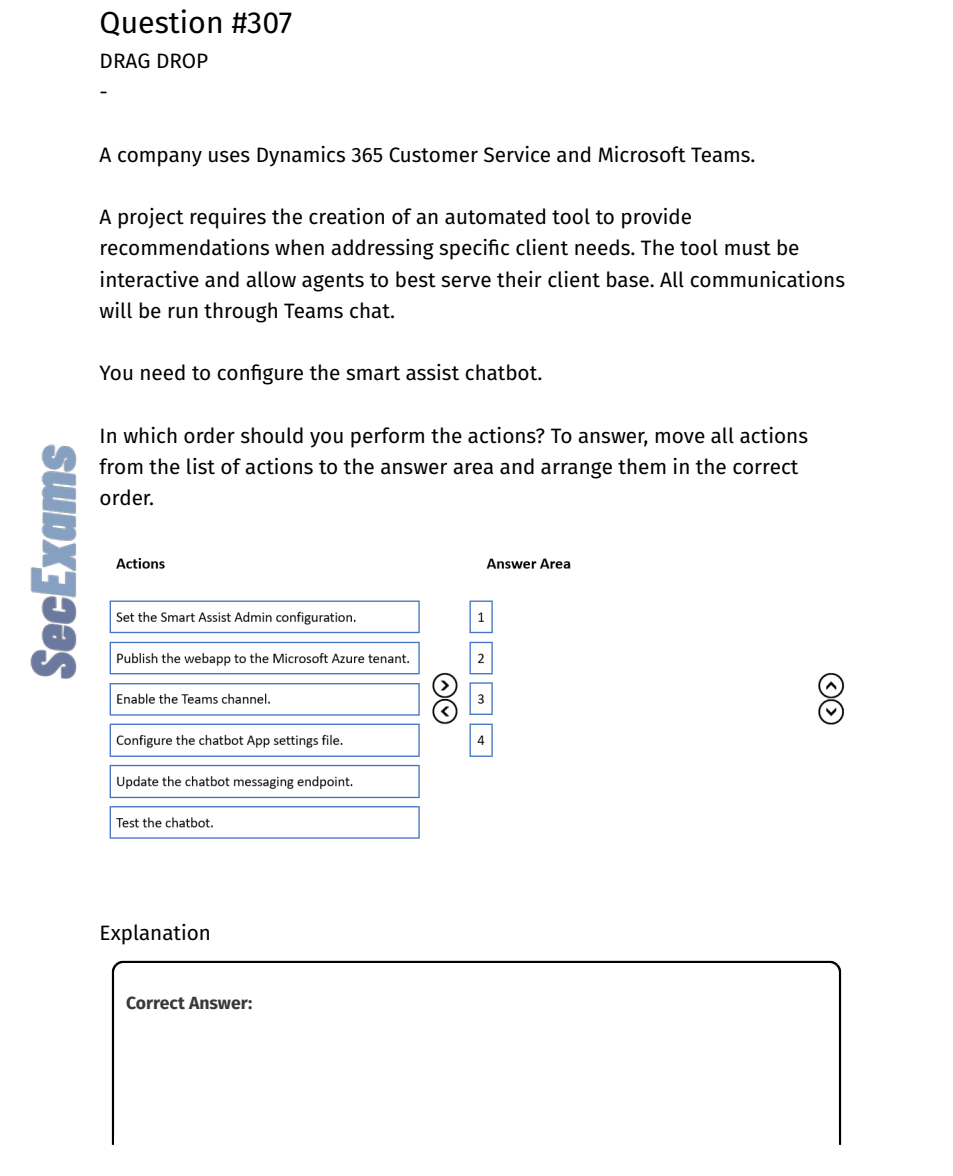 Question #307
DRAG DROP
-
A company uses Dynamics 365 Customer Service and Microsoft Teams.
A project requires the creation of an automated tool to provide
recommendations when addressing specific client needs. The tool must be
interactive and allow agents to best serve their client base. All communications
will be run through Teams chat.
You need to configure the smart assist chatbot.
In which order should you perform the actions? To answer, move all actions
from the list of actions to the answer area and arrange them in the correct
order.
SecExams
Actions
Answer Area
Set the Smart Assist Admin configuration.
1
Publish the webapp to the Microsoft Azure tenant.
2
Enable the Teams channel.
3
Configure the chatbot App settings file.
4
Update the chatbot messaging endpoint.
Test the chatbot.
Explanation
Correct Answer: